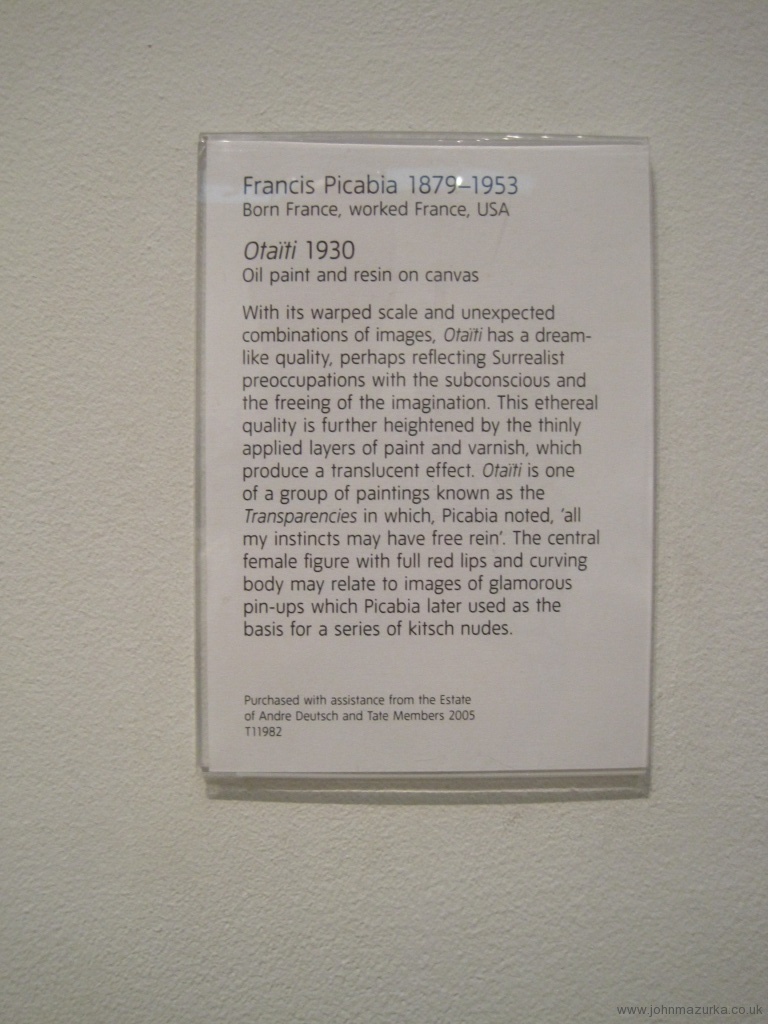 Francis Picabia 1879–1953
Born France, worked France, USA
Otaïti 1930
Oil paint and resin on canvas
With its warped scale and unexpected
combinations of images, Otaïti has a dream-
like quality, perhaps reflecting Surrealist
preoccupations with the subconscious and
the freeing of the imagination. This ethereal
quality is further heightened by the thinly
applied layers of paint and varnish, which
produce a translucent effect. Otaïti is one
of a group of paintings known as the
Transparencies in which, Picabia noted, ‘all
my instincts may have free rein’. The central
female figure with full red lips and curving
body may relate to images of glamorous
pin-ups which Picabia later used as the
basis for a series of kitsch nudes.
Purchased with assistance from the Estate
of Andre Deutsch and Tate Members 2005
T11982
www.johnmazurka.co.uk